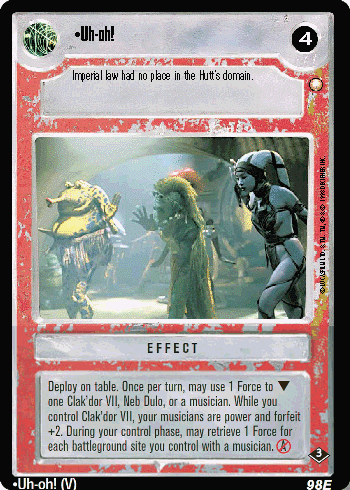 •Uh-oh!
4
Imperial law had no place in the Hutt's domain.
EFFECT
Deploy on table. Once per turn, may use 1 Force to ▼
one Clak'dor VII, Neb Dulo, or a musician. While you
control Clak'dor VII, your musicians are power and forfeit
+2. During your control phase, may retrieve 1 Force for
each battleground site you control with a musician. Ⓐ
3
•Uh-oh! (V)
98E